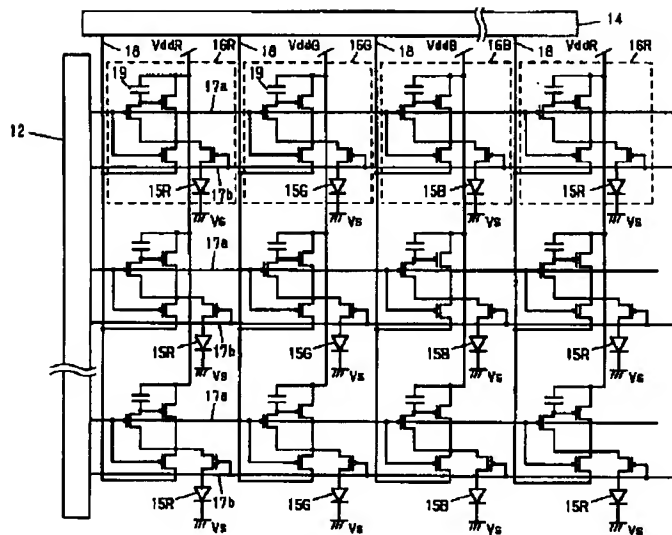 14
18 VddR 16R 18 VddG 16G 18 VddB 16B 18 VddR 16R
19 19
17a
12
15R 17b 15G 15B 15R
Vs Vs Vs Vs
17a
15R 17b 15G 15B 15R
Vs Vs Vs Vs
17a
15R 17b 15G 15B 15R
Vs Vs Vs Vs